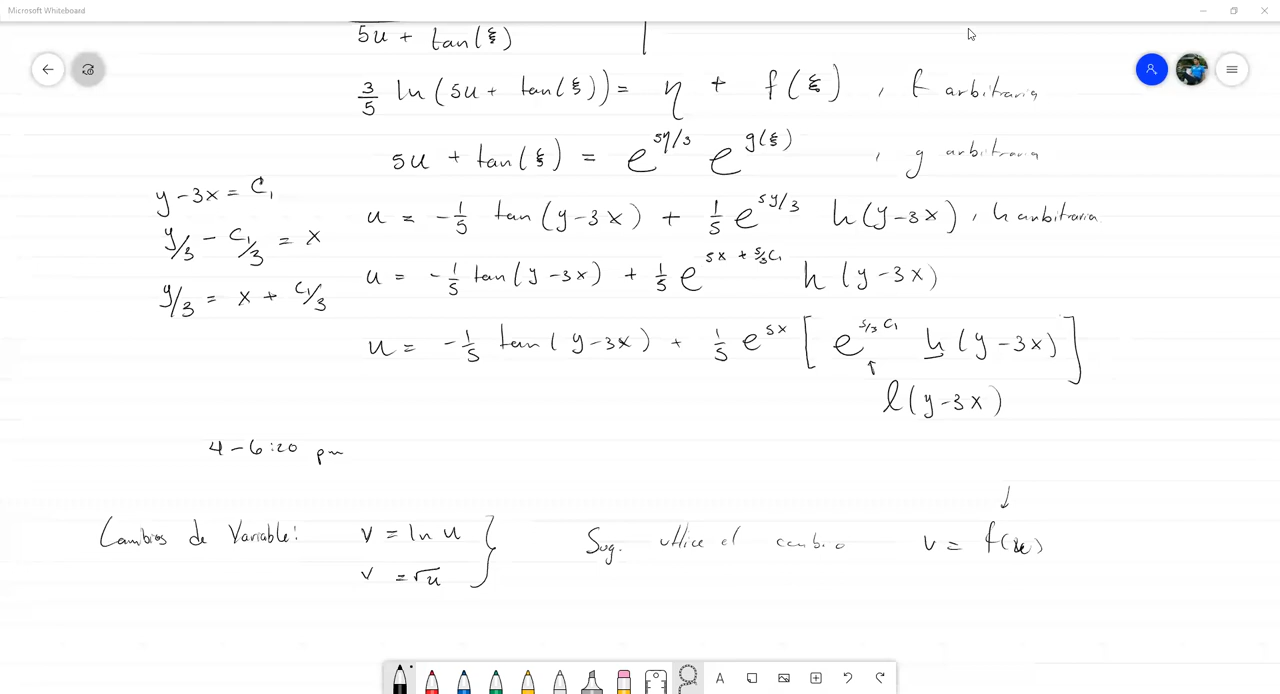 Microsoft Whiteboard
5u + tan(ξ)
3/5 ln(5u + tan(ξ)) = η + f(ξ) , f arbitraria
5u + tan(ξ) = e^{5η/3} e^{g(ξ)} , g arbitraria
y - 3x = C₁
u = -1/5 tan(y-3x) + 1/5 e^{5y/3} h(y-3x), h arbitraria
y/3 - C₁/3 = x
u = -1/5 tan(y-3x) + 1/5 e^{5x + 5/3 C₁} h(y-3x)
y/3 = x + C₁/3
u = -1/5 tan(y-3x) + 1/5 e^{5x} [ e^{5/3 C₁} h(y-3x) ]
↑
l(y-3x)
4-6:20 pm
↓
Cambios de Variable: v = ln u } Sug. utilice el cambio v = f(u)
v = √u
A